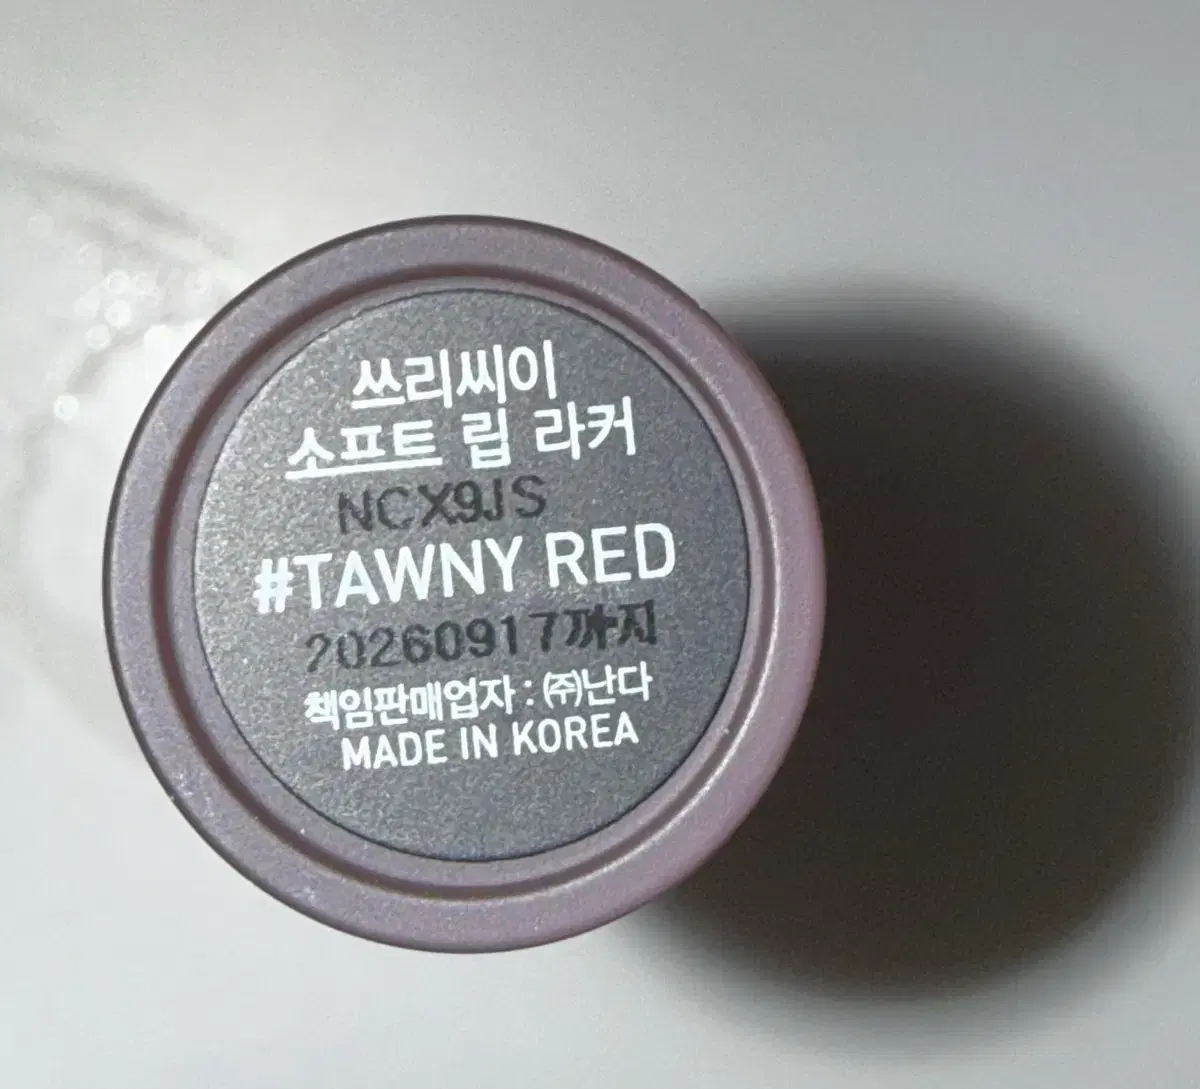 쓰리씨이
소프트 립 라커
NCX9JS
#TAWNY RED
20260917까지
책임판매업자 : ㈜난다
MADE IN KOREA